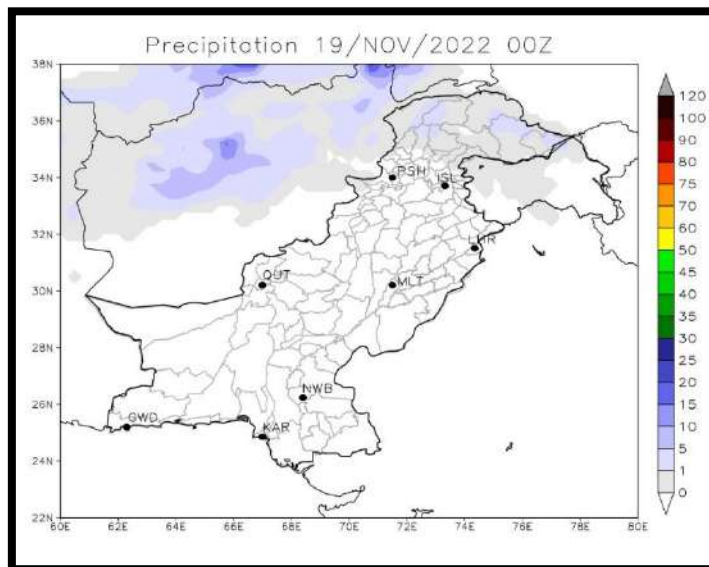 Precipitation 19/NOV/2022 00Z
38N
36N
34N
32N
30N
28N
26N
24N
22N
60E
62E
64E
66E
68E
70E
72E
74E
76E
78E
80E
PSH
ISL
LHR
QUT
MLT
NWB
GWD
KAR
120
100
90
80
75
70
60
50
45
40
35
30
25
20
15
10
5
1
0